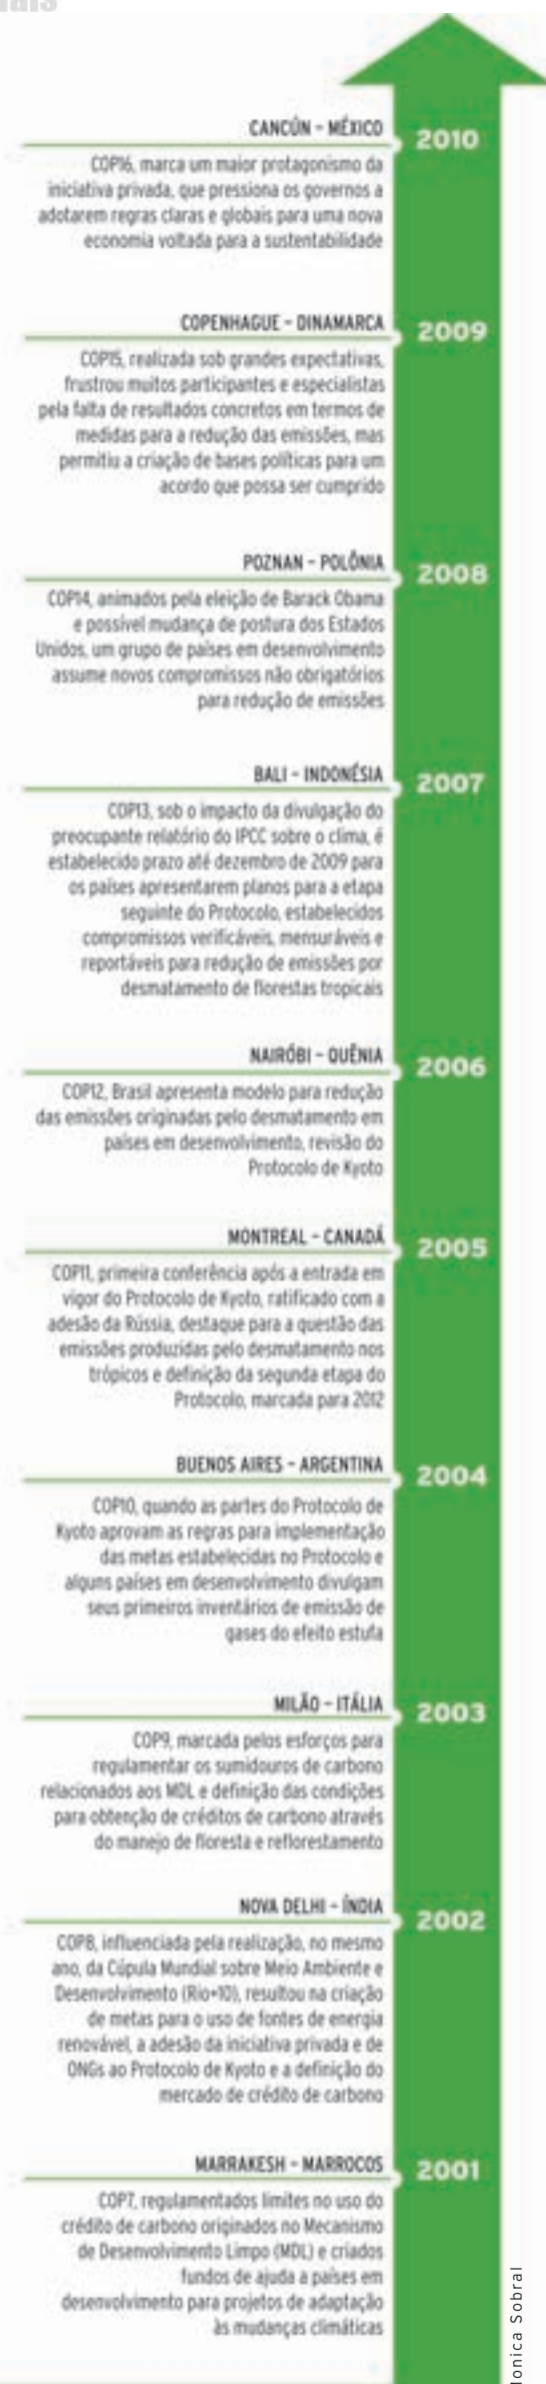 CANCÚN – MÉXICO
2010
COP16, marca um maior protagonismo da
iniciativa privada, que pressiona os governos a
adotarem regras claras e globais para uma nova
economia voltada para a sustentabilidade
COPENHAGUE – DINAMARCA
2009
COP15, realizada sob grandes expectativas,
frustrou muitos participantes e especialistas
pela falta de resultados concretos em termos de
medidas para a redução das emissões, mas
permitiu a criação de bases políticas para um
acordo que possa ser cumprido
POZNAN – POLÔNIA
2008
COP14, animados pela eleição de Barack Obama
e possível mudança de postura dos Estados
Unidos, um grupo de países em desenvolvimento
assume novos compromissos não obrigatórios
para redução de emissões
BALI – INDONÉSIA
2007
COP13, sob o impacto da divulgação do
preocupante relatório do IPCC sobre o clima, é
estabelecido prazo até dezembro de 2009 para
os países apresentarem planos para a etapa
seguinte do Protocolo, estabelecidos
compromissos verificáveis, mensuráveis e
reportáveis para redução de emissões por
desmatamento de florestas tropicais
NAIRÓBI – QUÊNIA
2006
COP12, Brasil apresenta modelo para redução
das emissões originadas pelo desmatamento em
países em desenvolvimento, revisão do
Protocolo de Kyoto
MONTREAL – CANADÁ
2005
COP11, primeira conferência após a entrada em
vigor do Protocolo de Kyoto, ratificado com a
adesão da Rússia, destaque para a questão das
emissões produzidas pelo desmatamento nos
trópicos e definição da segunda etapa do
Protocolo, marcada para 2012
BUENOS AIRES – ARGENTINA
2004
COP10, quando as partes do Protocolo de
Kyoto aprovam as regras para implementação
das metas estabelecidas no Protocolo e
alguns países em desenvolvimento divulgam
seus primeiros inventários de emissão de
gases do efeito estufa
MILÃO – ITÁLIA
2003
COP9, marcada pelos esforços para
regulamentar os sumidouros de carbono
relacionados aos MDL e definição das condições
para obtenção de créditos de carbono através
do manejo de floresta e reflorestamento
NOVA DELHI – ÍNDIA
2002
COP8, influenciada pela realização, no mesmo
ano, da Cúpula Mundial sobre Meio Ambiente e
Desenvolvimento (Rio+10), resultou na criação
de metas para o uso de fontes de energia
renovável, a adesão da iniciativa privada e de
ONGs ao Protocolo de Kyoto e a definição do
mercado de crédito de carbono
MARRAKESH – MARROCOS
2001
COP7, regulamentados limites no uso do
crédito de carbono originados no Mecanismo
de Desenvolvimento Limpo (MDL) e criados
fundos de ajuda a países em
desenvolvimento para projetos de adaptação
às mudanças climáticas
Sobral